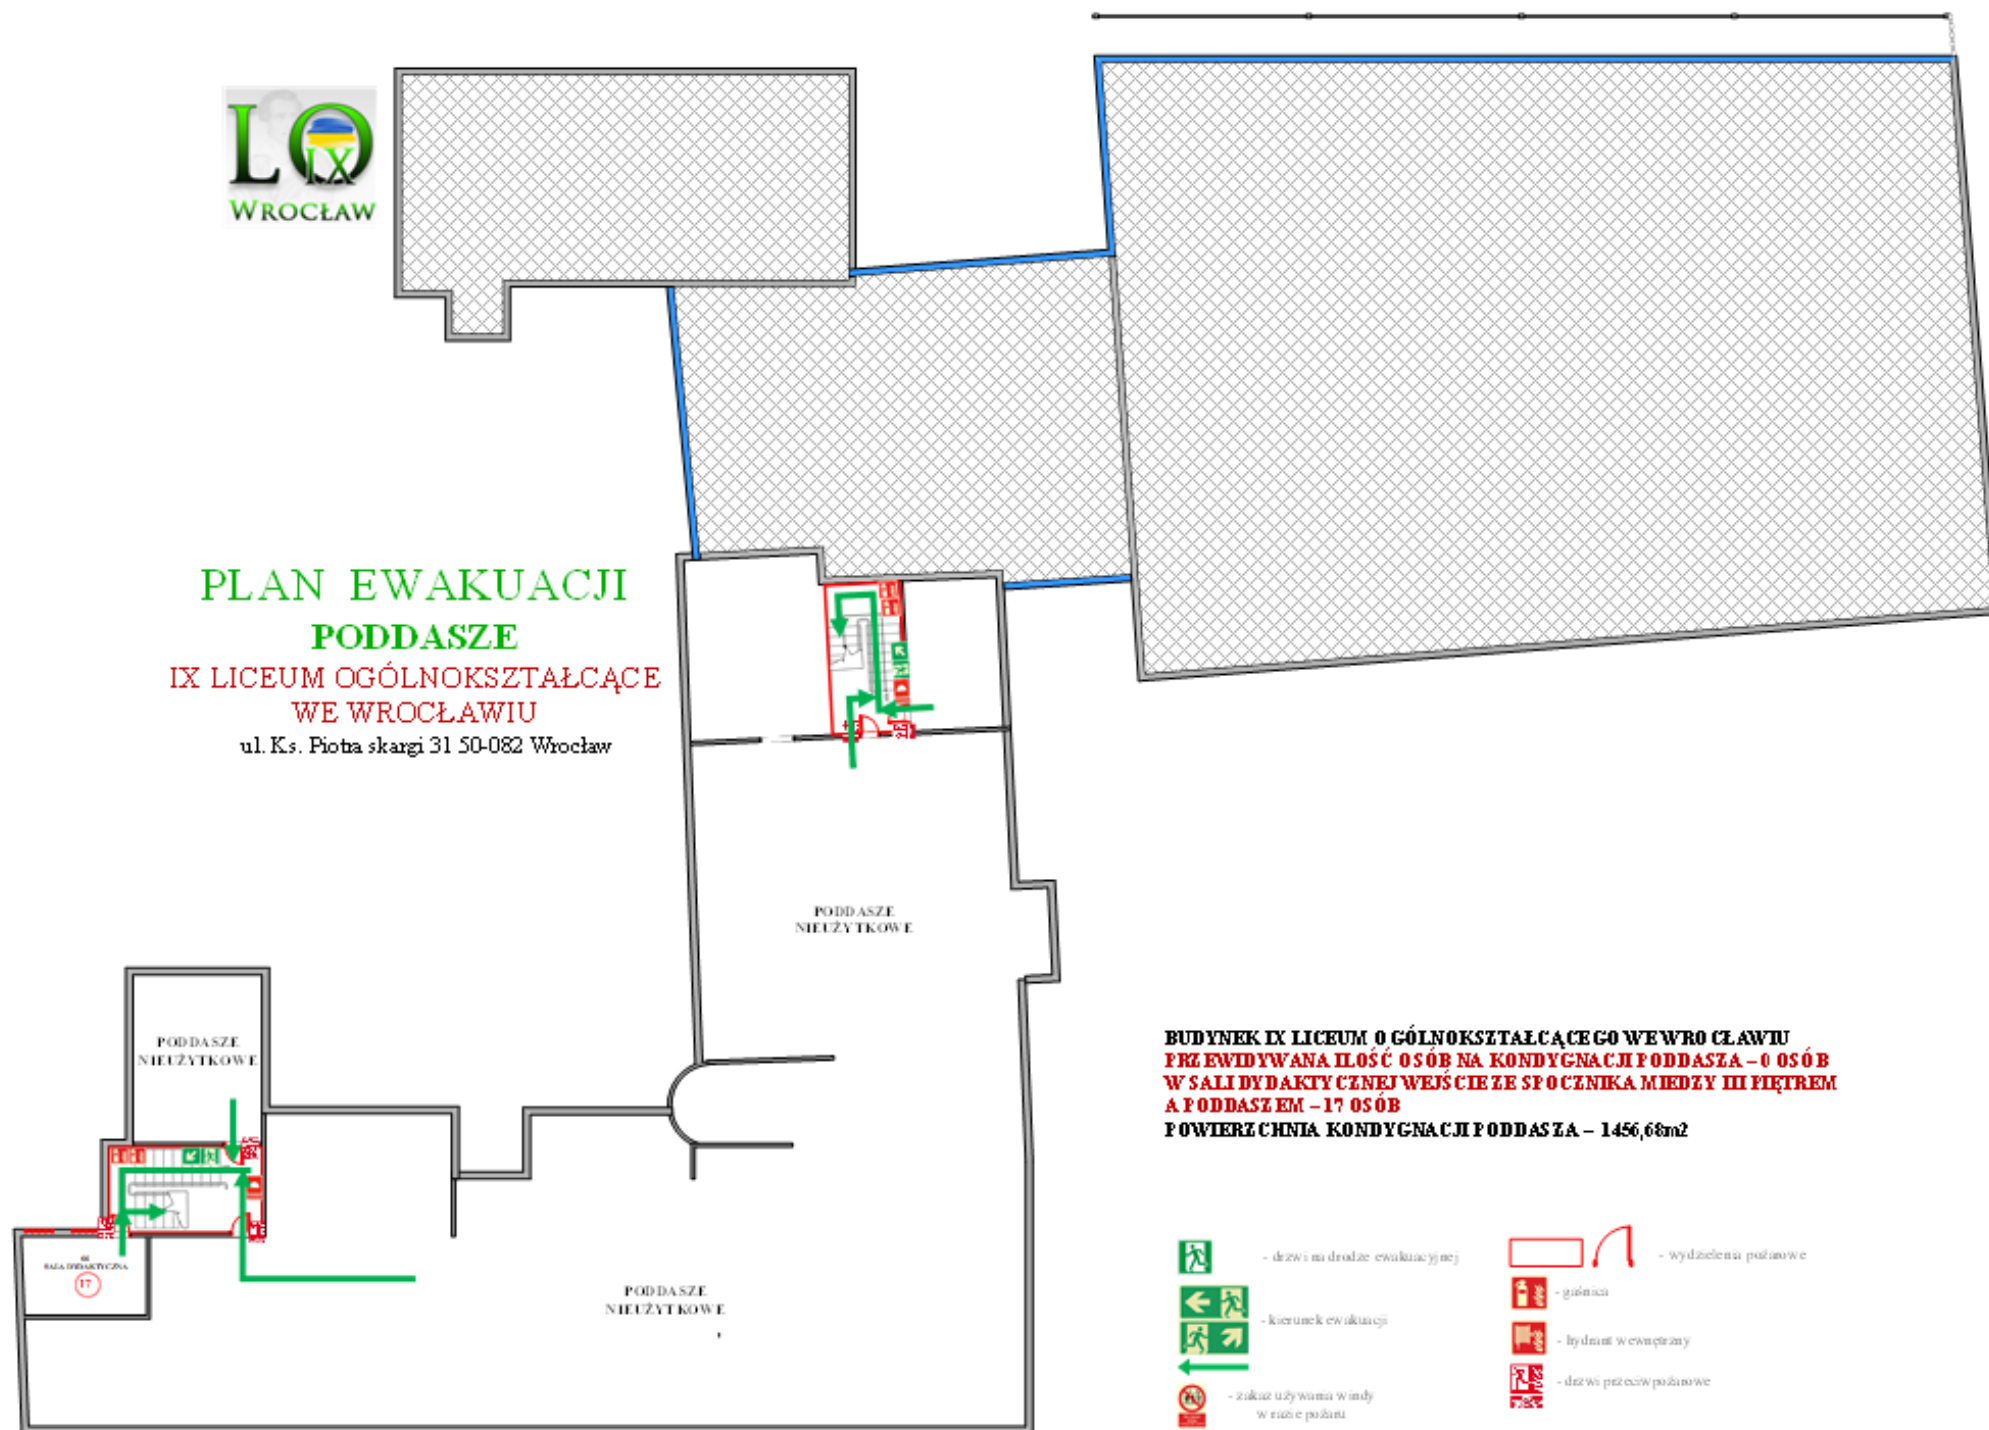 LO
IX
WROCŁAW
PLAN EWAKUACJI
PODDASZE
IX LICEUM OGÓLNOKSZTAŁCĄCE
WE WROCŁAWIU
ul. Ks. Piotra skargi 31 50-082 Wrocław
PODDASZE
NIEUŻYTKOWE
PODDASZE
NIEUŻYTKOWE
SALA DYDAKTYCZNA
17
PODDASZE
NIEUŻYTKOWE
BUDYNEK IX LICEUM OGÓLNOKSZTAŁCĄCEGO WE WROCŁAWIU
PRZEWIDYWANA ILOŚĆ OSÓB NA KONDYGNACJI PODDASZA – 0 OSÓB
W SALI DYDAKTYCZNEJ WEJŚCIE ZE SPOCZNIKA MIEDZY III PIĘTREM
A PODDASZEM – 17 OSÓB
POWIERZCHNIA KONDYGNACJI PODDASZA – 1456,68m2
- drzwi na drodze ewakuacyjnej
- kierunek ewakuacji
- zakaz używania windy
w razie pożaru
- wydzielenia pożarowe
- gaśnica
- hydrant wewnętrzny
- drzwi przeciwpożarowe